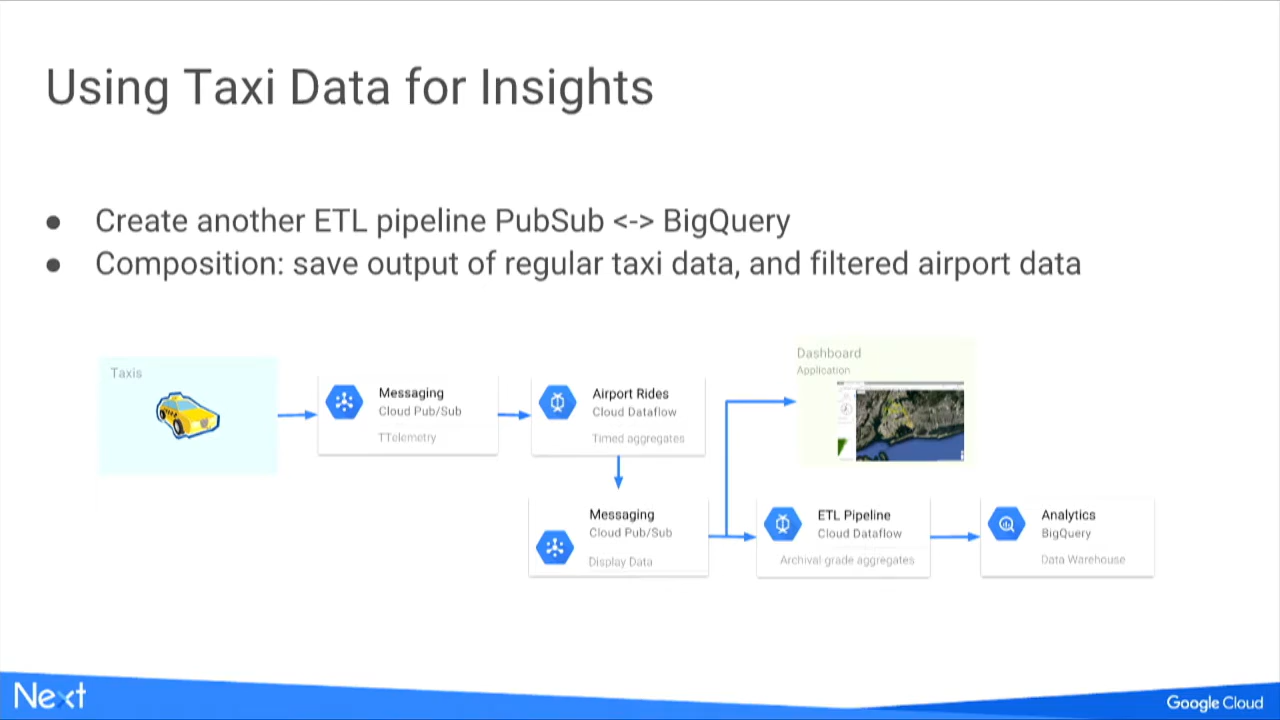 Using Taxi Data for Insights
● Create another ETL pipeline PubSub <-> BigQuery
● Composition: save output of regular taxi data, and filtered airport data
Taxis
Messaging
Cloud Pub/Sub
TTelemetry
Airport Rides
Cloud Dataflow
Timed aggregates
Dashboard
Application
Messaging
Cloud Pub/Sub
Display Data
ETL Pipeline
Cloud Dataflow
Archival grade aggregates
Analytics
BigQuery
Data Warehouse
Next
Google Cloud